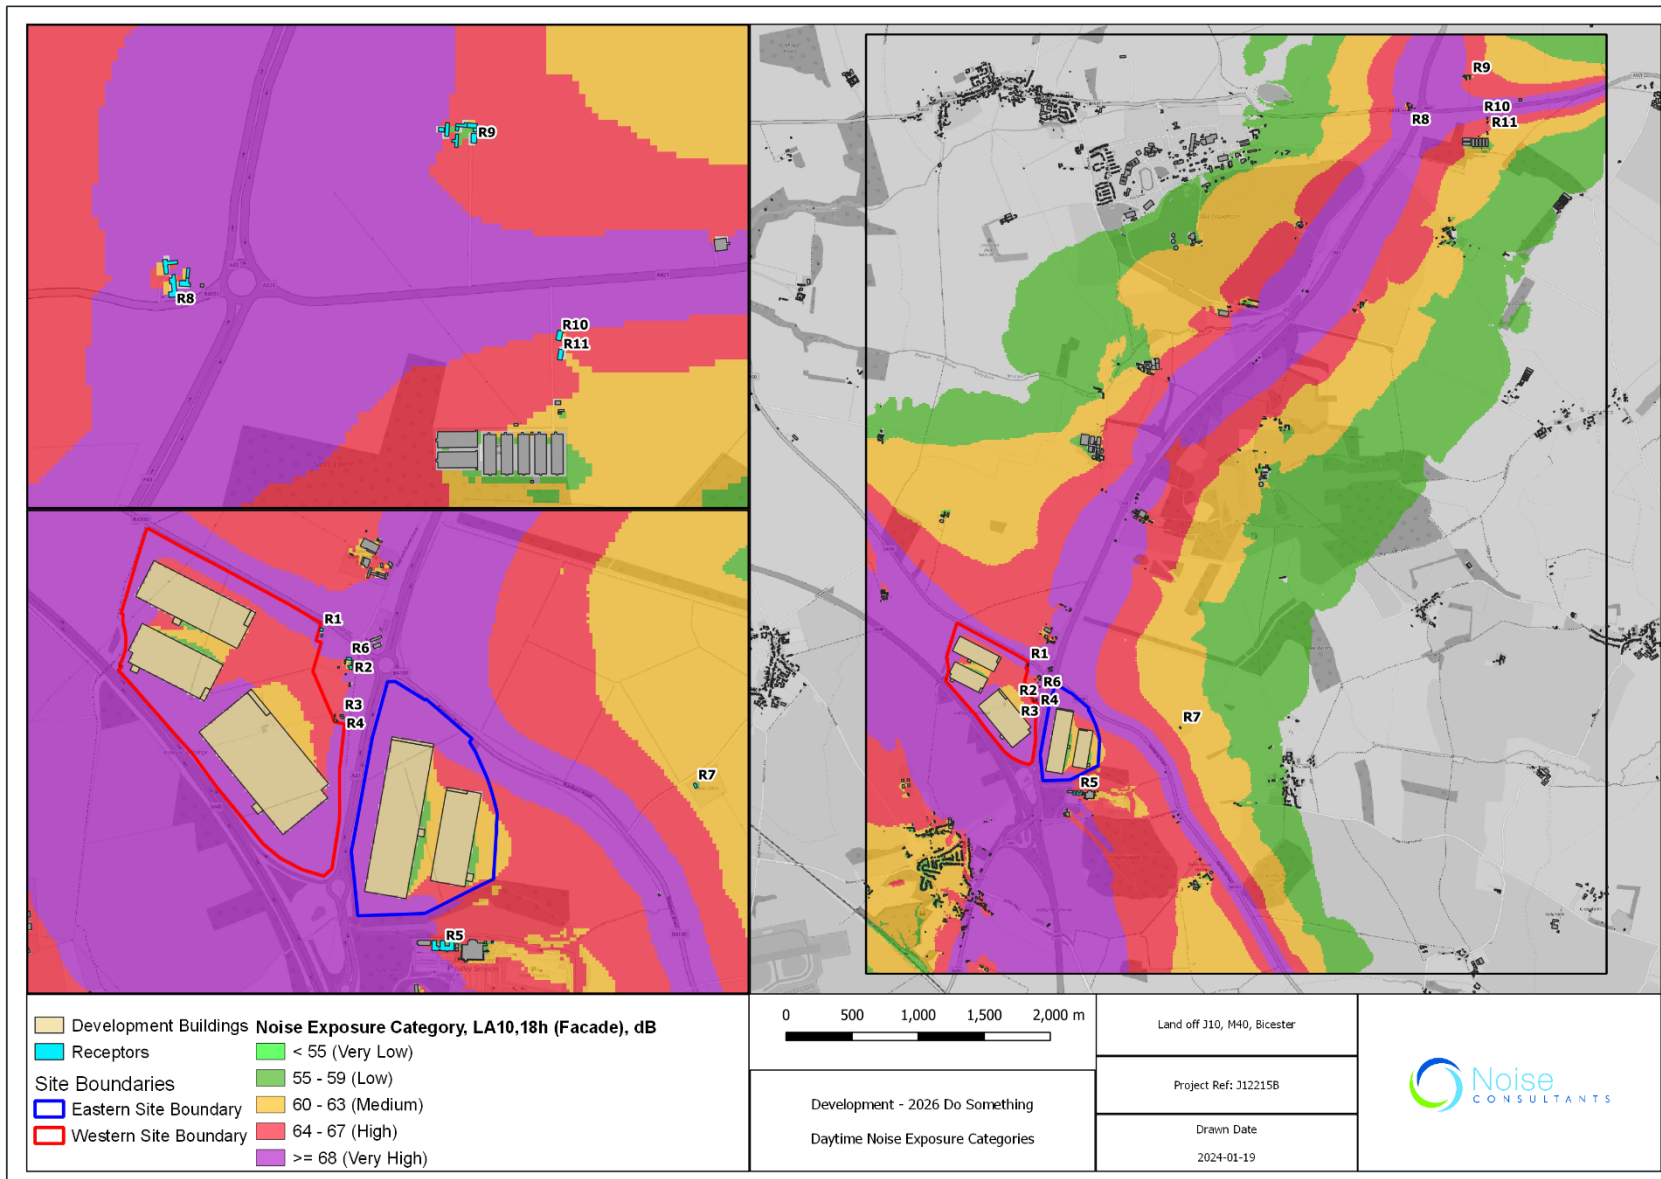 R9
R8
R10
R11
R1
R6
R2
R3
R4
R7
R5
R9
R10
R8
R11
R1
R6
R2
R4
R3
R7
R5
Development Buildings
Receptors
Site Boundaries
Eastern Site Boundary
Western Site Boundary
Noise Exposure Category, LA10,18h (Facade), dB
< 55 (Very Low)
55 - 59 (Low)
60 - 63 (Medium)
64 - 67 (High)
>= 68 (Very High)
0 500 1,000 1,500 2,000 m
Development - 2026 Do Something
Daytime Noise Exposure Categories
Land off J10, M40, Bicester
Project Ref: J12215B
Drawn Date
2024-01-19
Noise
CONSULTANTS